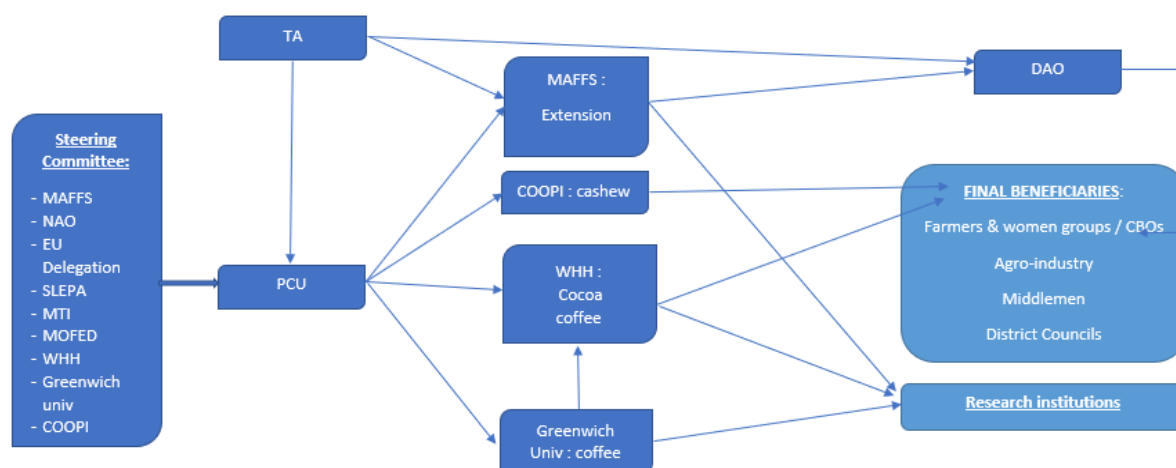 TA
DAO
MAFFS :
Extension
Steering
Committee:
- MAFFS
- NAO
- EU
Delegation
- SLEPA
- MTI
- MOFED
- WHH
- Greenwich
univ
- COOPI
COOPI : cashew
PCU
WHH :
Cocoa
coffee
Greenwich
Univ : coffee
FINAL BENEFICIARIES:
Farmers & women groups / CBOs
Agro-industry
Middlemen
District Councils
Research institutions